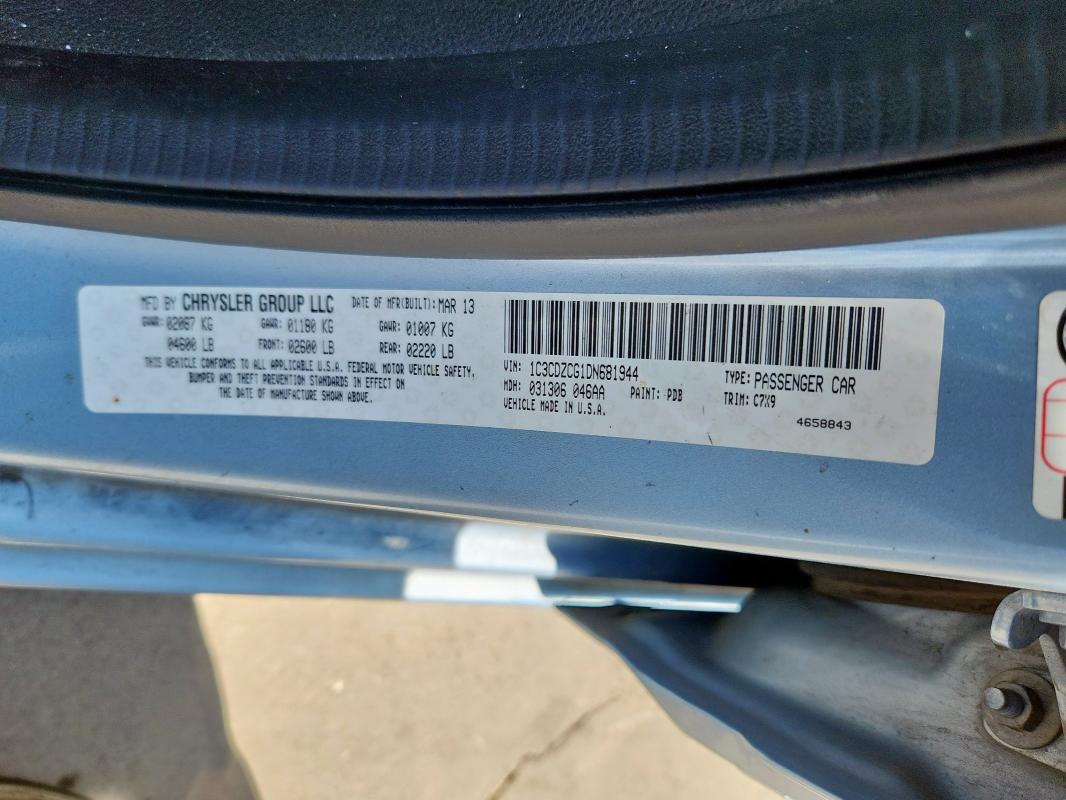 MFD BY CHRYSLER GROUP LLC DATE OF MFR(BUILT): MAR 13
GVWR: 02087 KG GAWR: 01180 KG GAWR: 01007 KG
04600 LB FRONT: 02600 LB REAR: 02220 LB
THIS VEHICLE CONFORMS TO ALL APPLICABLE U.S.A. FEDERAL MOTOR VEHICLE SAFETY,
BUMPER AND THEFT PREVENTION STANDARDS IN EFFECT ON
THE DATE OF MANUFACTURE SHOWN ABOVE.
VIN: 1C3CDZCG1DN681944 TYPE: PASSENGER CAR
MDH: 031306 046AA PAINT: PDB TRIM: C7X9
VEHICLE MADE IN U.S.A.
4658843